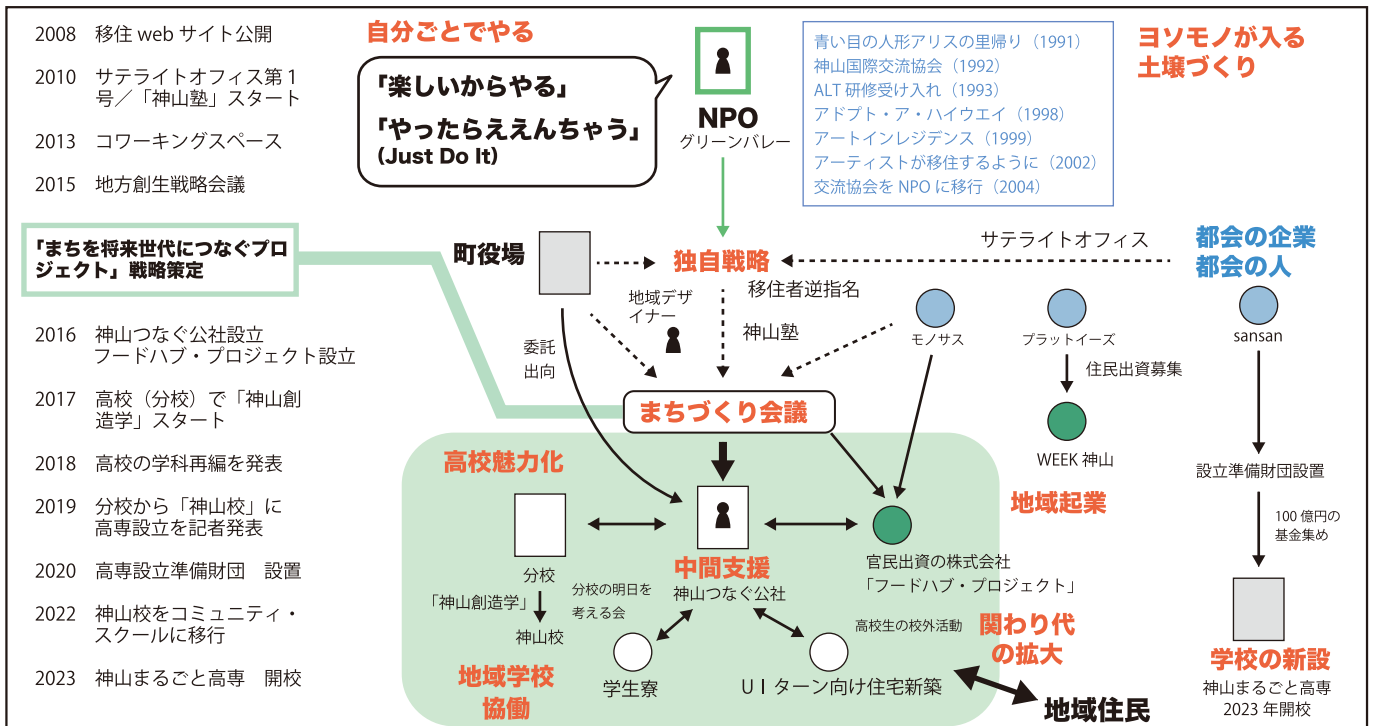 2008 移住 web サイト公開
2010 サテライトオフィス第1
号／「神山塾」スタート
2013 コワーキングスペース
2015 地方創生戦略会議
「まちを将来世代につなぐプロ
ジェクト」戦略策定
2016 神山つなぐ公社設立
フードハブ・プロジェクト設立
2017 高校（分校）で「神山創
造学」スタート
2018 高校の学科再編を発表
2019 分校から「神山校」に
高専設立を記者発表
2020 高専設立準備財団　設置
2022 神山校をコミュニティ・
スクールに移行
2023 神山まるごと高専　開校
自分ごとでやる
「楽しいからやる」
「やったらええんちゃう」
(Just Do It)
NPO
グリーンバレー
青い目の人形アリスの里帰り（1991）
神山国際交流協会（1992）
ALT 研修受け入れ（1993）
アドプト・ア・ハイウエイ（1998）
アートインレジデンス（1999）
アーティストが移住するように（2002）
交流協会を NPO に移行（2004）
ヨソモノが入る
土壌づくり
町役場
独自戦略
サテライトオフィス
都会の企業
都会の人
地域デザ
イナー
移住者逆指名
神山塾
委託
出向
モノサス
プラットイーズ
sansan
住民出資募集
まちづくり会議
WEEK 神山
地域起業
設立準備財団設置
100 億円の
基金集め
高校魅力化
分校
「神山創造学」
神山校
分校の明日を
考える会
中間支援
神山つなぐ公社
官民出資の株式会社
「フードハブ・プロジェクト」
高校生の校外活動
関わり代
の拡大
地域学校
協働
学生寮
U I ターン向け住宅新築
地域住民
学校の新設
神山まるごと高専
2023 年開校